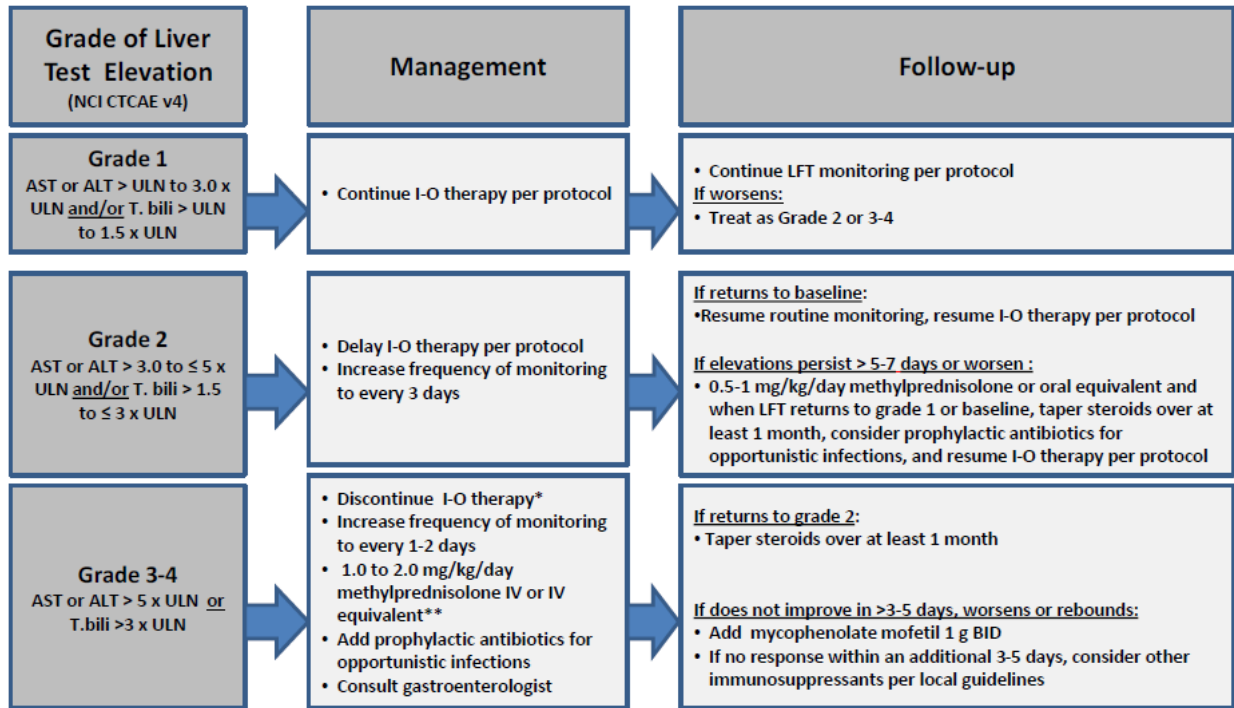 Grade of Liver
Test Elevation
(NCI CTCAE v4)
Management
Follow-up
Grade 1
AST or ALT > ULN to 3.0 x
ULN and/or T. bili > ULN
to 1.5 x ULN
• Continue I-O therapy per protocol
• Continue LFT monitoring per protocol
If worsens:
• Treat as Grade 2 or 3-4
Grade 2
AST or ALT > 3.0 to ≤ 5 x
ULN and/or T. bili > 1.5
to ≤ 3 x ULN
• Delay I-O therapy per protocol
• Increase frequency of monitoring
to every 3 days
If returns to baseline:
•Resume routine monitoring, resume I-O therapy per protocol
If elevations persist > 5-7 days or worsen :
• 0.5-1 mg/kg/day methylprednisolone or oral equivalent and
when LFT returns to grade 1 or baseline, taper steroids over at
least 1 month, consider prophylactic antibiotics for
opportunistic infections, and resume I-O therapy per protocol
Grade 3-4
AST or ALT > 5 x ULN or
T.bili >3 x ULN
• Discontinue I-O therapy*
• Increase frequency of monitoring
to every 1-2 days
• 1.0 to 2.0 mg/kg/day
methylprednisolone IV or IV
equivalent**
• Add prophylactic antibiotics for
opportunistic infections
• Consult gastroenterologist
If returns to grade 2:
• Taper steroids over at least 1 month
If does not improve in >3-5 days, worsens or rebounds:
• Add mycophenolate mofetil 1 g BID
• If no response within an additional 3-5 days, consider other
immunosuppressants per local guidelines